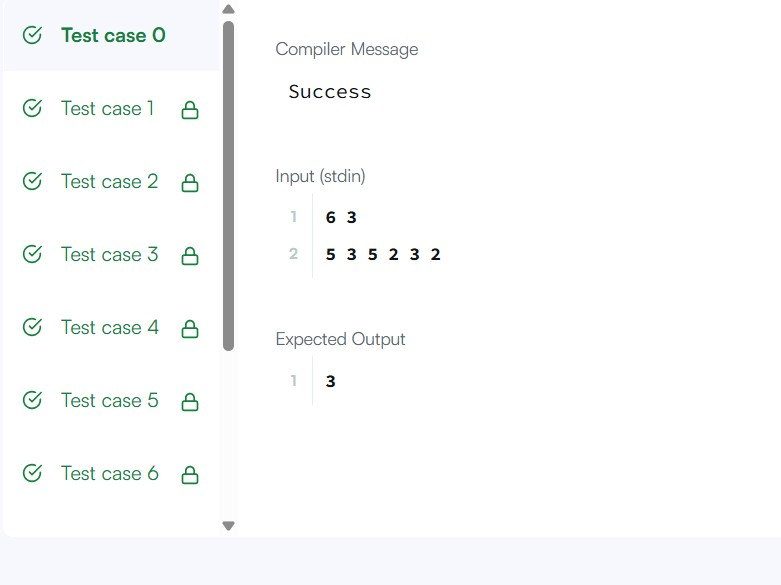 Test case 0
Test case 1
Test case 2
Test case 3
Test case 4
Test case 5
Test case 6
Compiler Message
Success
Input (stdin)
1 6 3
2 5 3 5 2 3 2
Expected Output
1 3